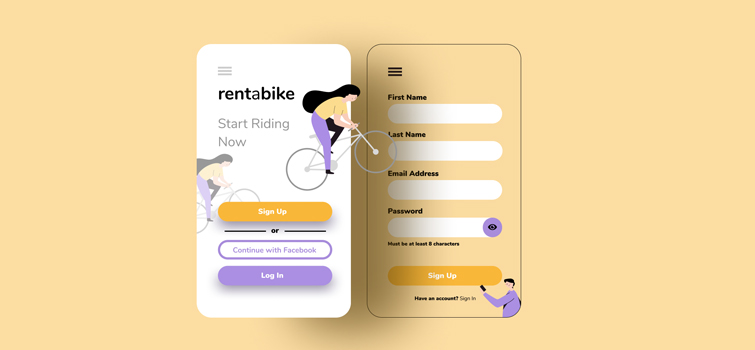 rentabike
Start Riding
Now
Sign Up
or
Continue with Facebook
Log In
First Name
Last Name
Email Address
Password
Must be at least 8 characters
Sign Up
Have an account? Sign In